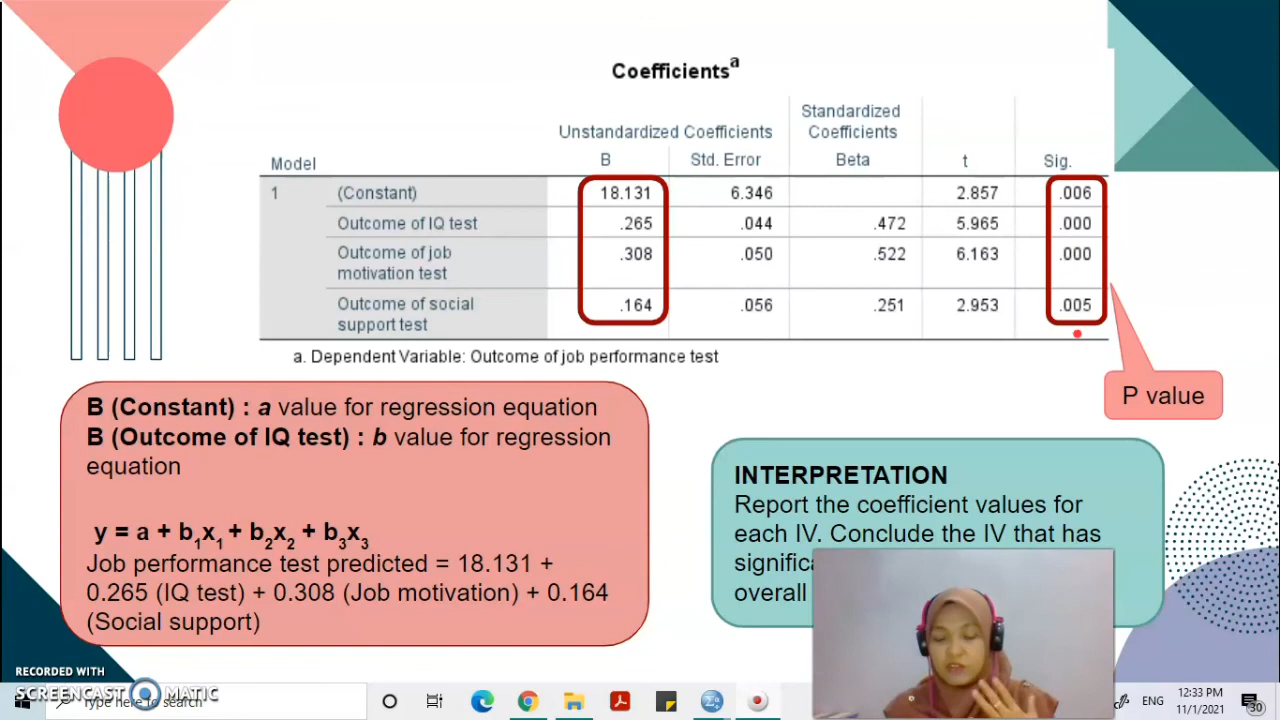 Coefficientsa
Standardized
Unstandardized Coefficients Coefficients
Model B Std. Error Beta t Sig.
1 (Constant) 18.131 6.346 2.857 .006
Outcome of IQ test .265 .044 .472 5.965 .000
Outcome of job .308 .050 .522 6.163 .000
motivation test
Outcome of social .164 .056 .251 2.953 .005
support test
a. Dependent Variable: Outcome of job performance test
P value
B (Constant) : a value for regression equation
B (Outcome of IQ test) : b value for regression
equation
y = a + b1x1 + b2x2 + b3x3
Job performance test predicted = 18.131 +
0.265 (IQ test) + 0.308 (Job motivation) + 0.164
(Social support)
INTERPRETATION
Report the coefficient values for
each IV. Conclude the IV that has
overall
RECORDED WITH
SCREENCAST MATIC
Type here to search
ENG
12:33 PM
11/1/2021
30